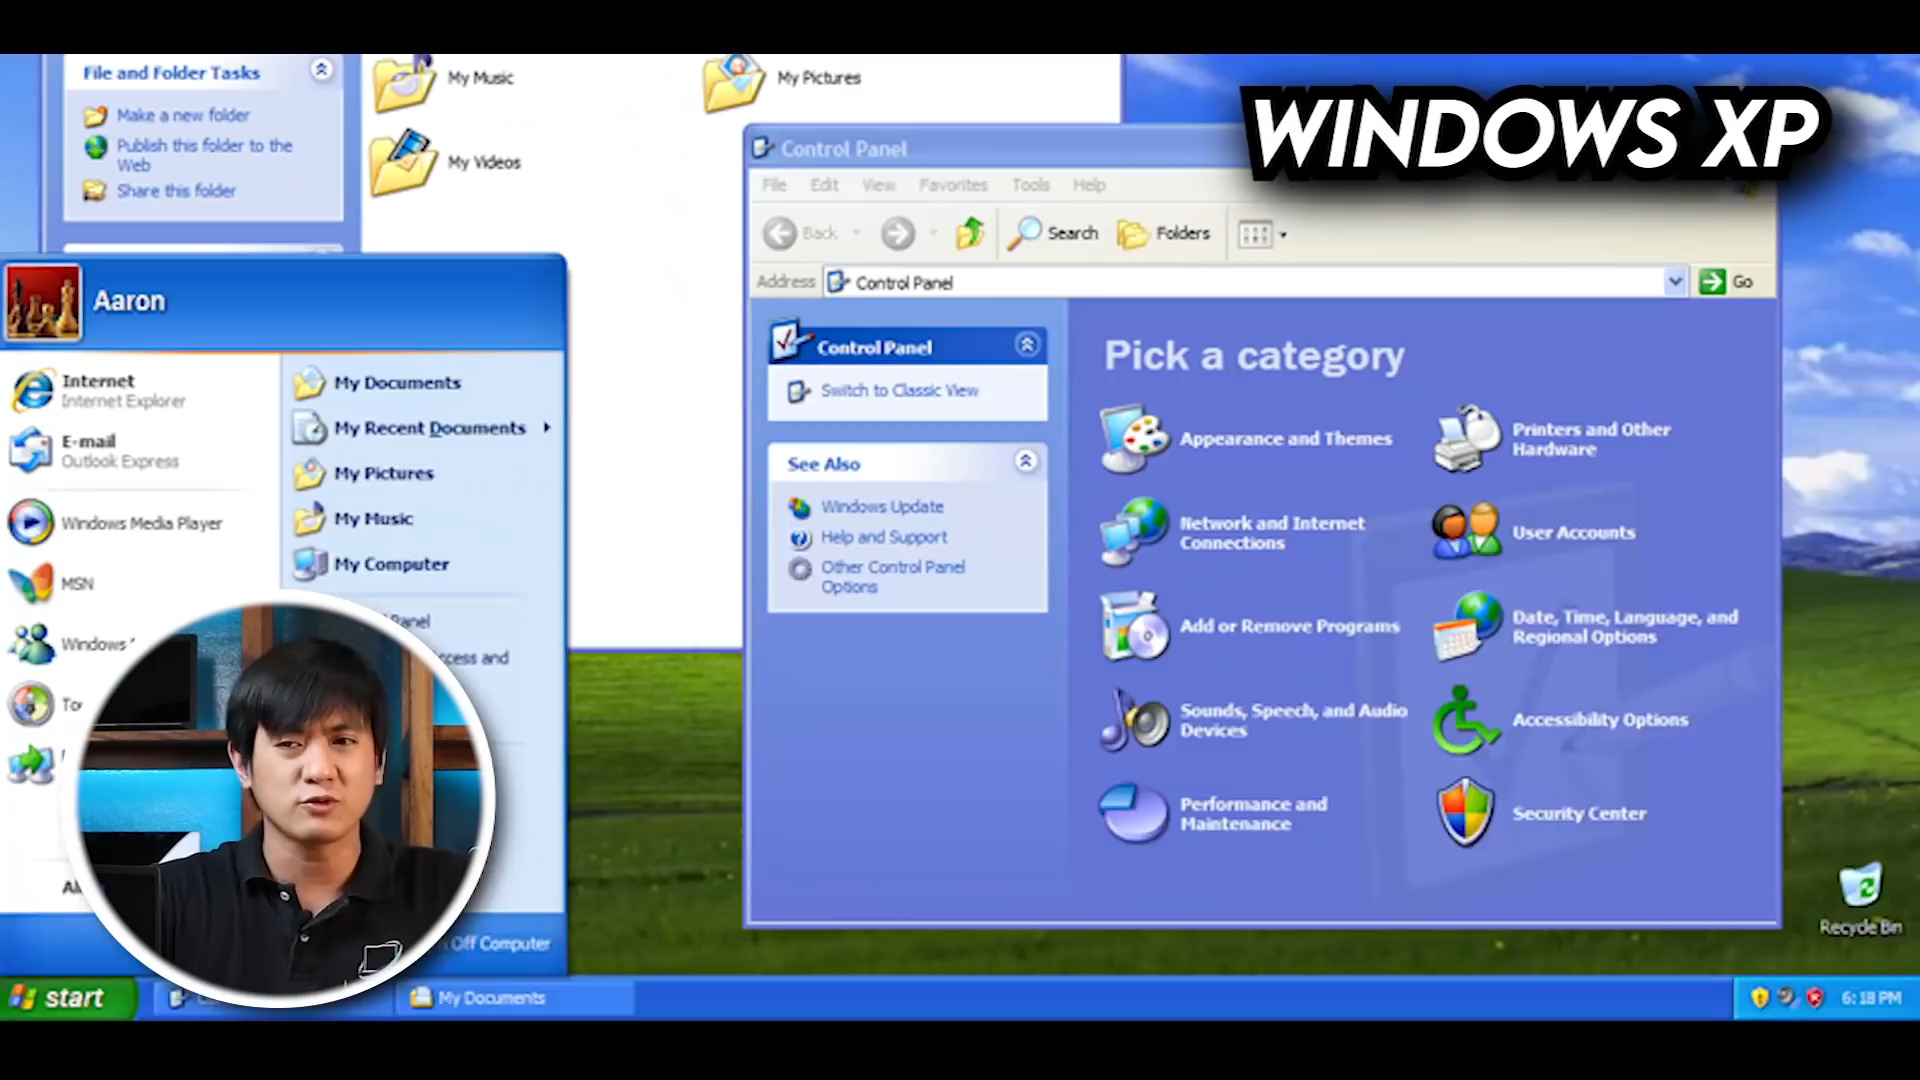 WINDOWS XP
File and Folder Tasks
Make a new folder
Publish this folder to the
Web
Share this folder
My Music
My Pictures
My Videos
Control Panel
File Edit View Favorites Tools Help
Back Search Folders
Address Control Panel Go
Control Panel
Switch to Classic View
See Also
Windows Update
Help and Support
Other Control Panel
Options
Pick a category
Appearance and Themes
Printers and Other
Hardware
Network and Internet
Connections
User Accounts
Add or Remove Programs
Date, Time, Language, and
Regional Options
Sounds, Speech, and Audio
Devices
Accessibility Options
Performance and
Maintenance
Security Center
Aaron
Internet
Internet Explorer
E-mail
Outlook Express
Windows Media Player
MSN
Windows
My Documents
My Recent Documents
My Pictures
My Music
My Computer
Panel
and
Off Computer
Recycle Bin
start
My Documents
6:18 PM